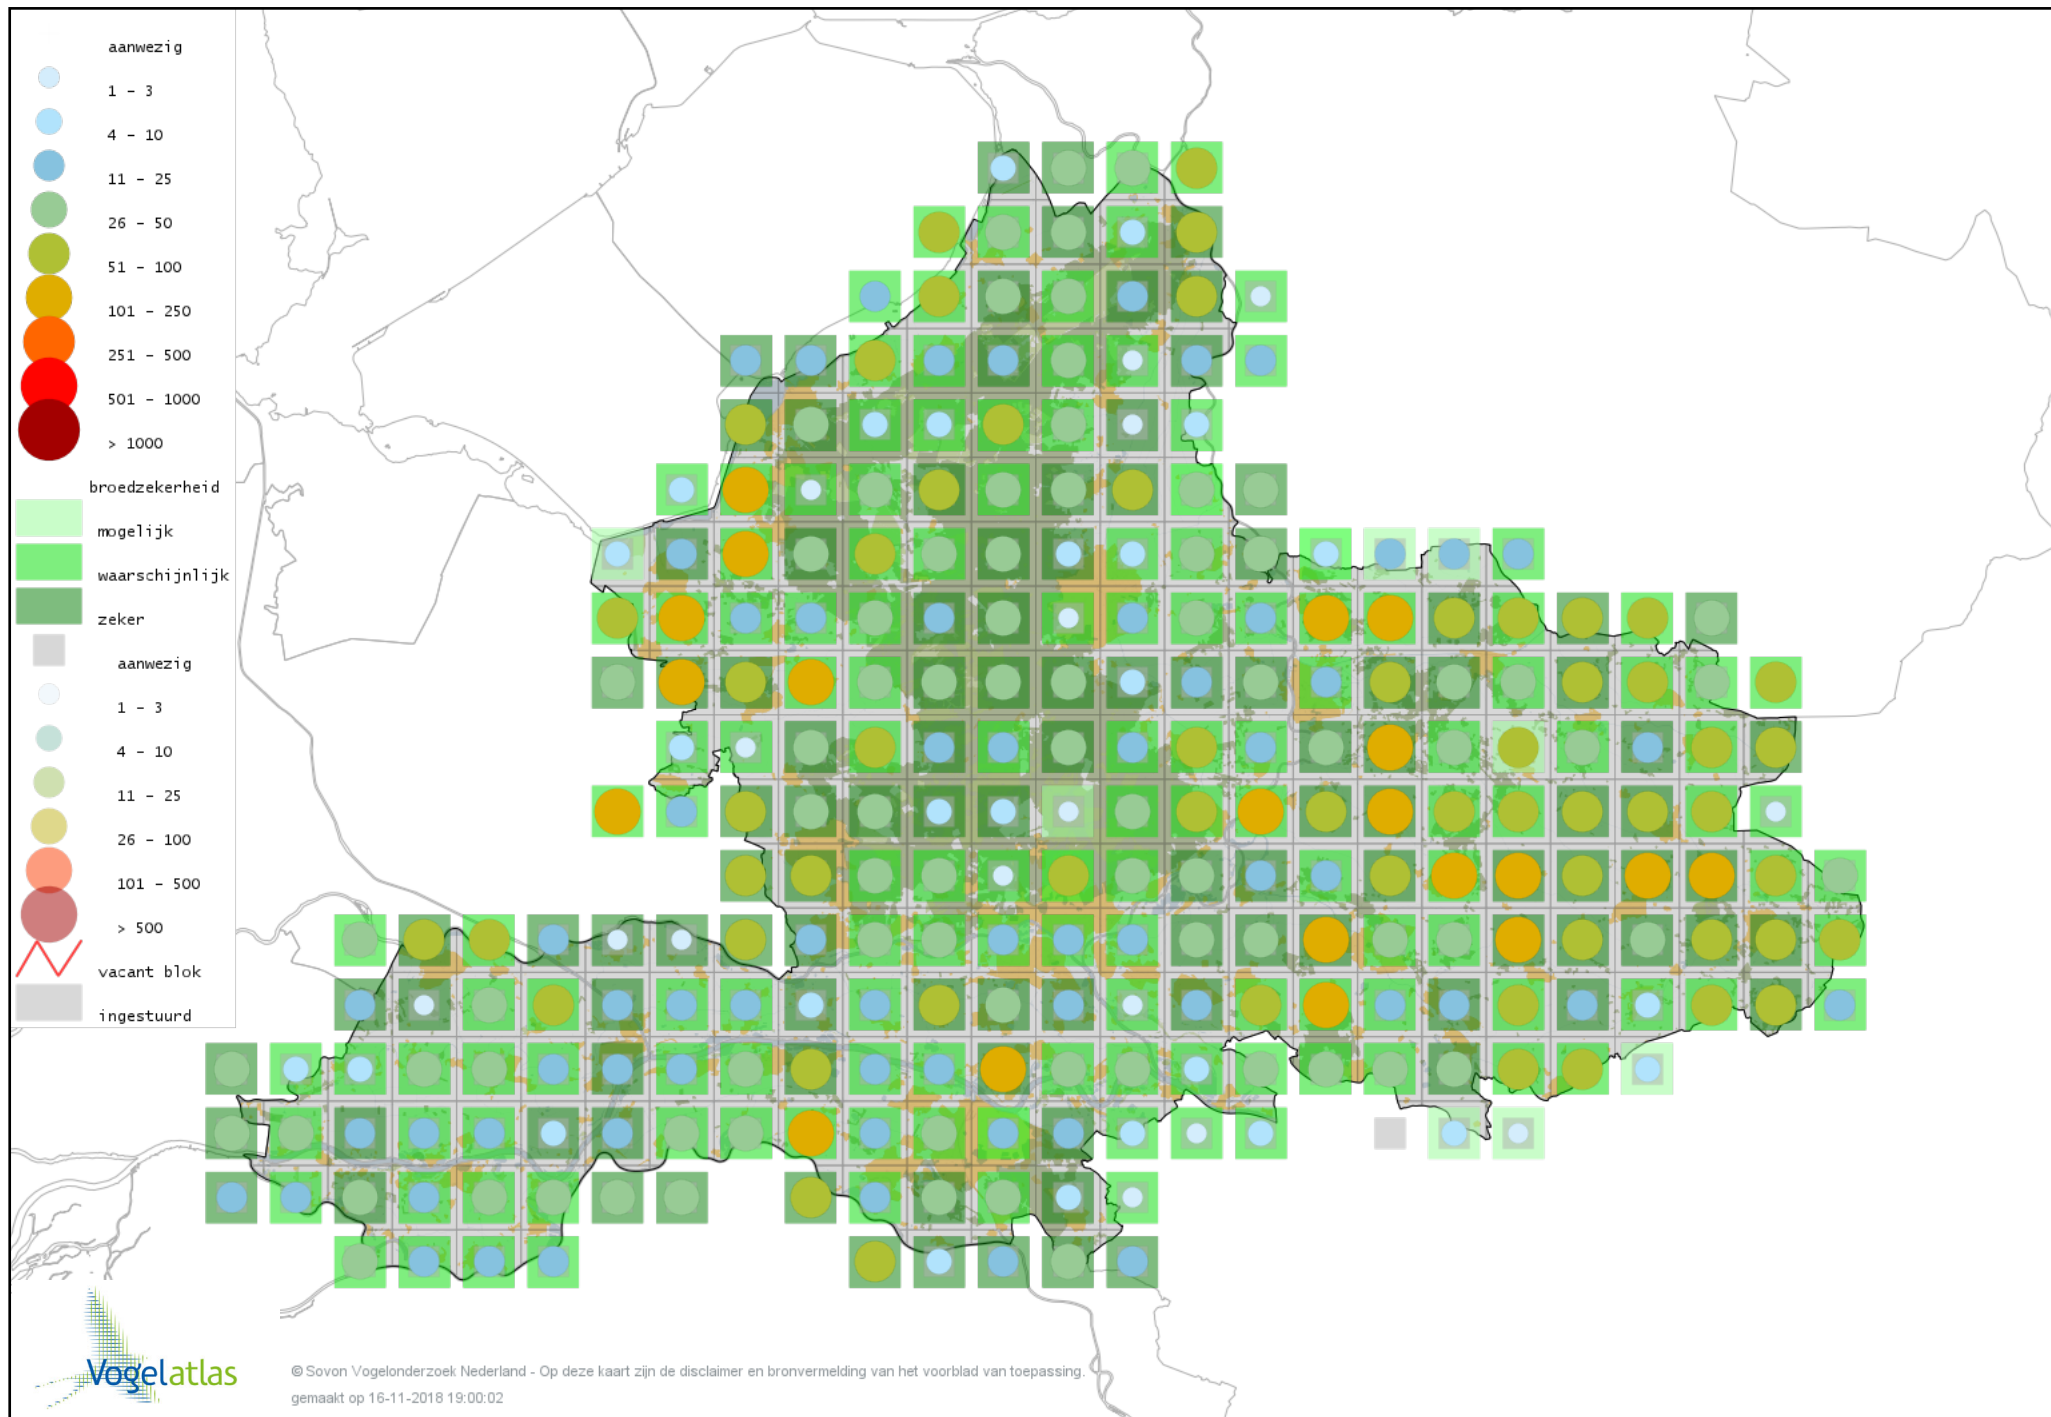 aanwezig
1 - 3
4 - 10
11 - 25
26 - 50
51 - 100
101 - 250
251 - 500
501 - 1000
> 1000
broedzekerheid
mogelijk
waarschijnlijk
zeker
aanwezig
1 - 3
4 - 10
11 - 25
26 - 100
101 - 500
> 500
vacant blok
ingestuurd
Vogelatlas
© Sovon Vogelonderzoek Nederland - Op deze kaart zijn de disclaimer en bronvermelding van het voorblad van toepassing.
gemaakt op 16-11-2018 19:00:02